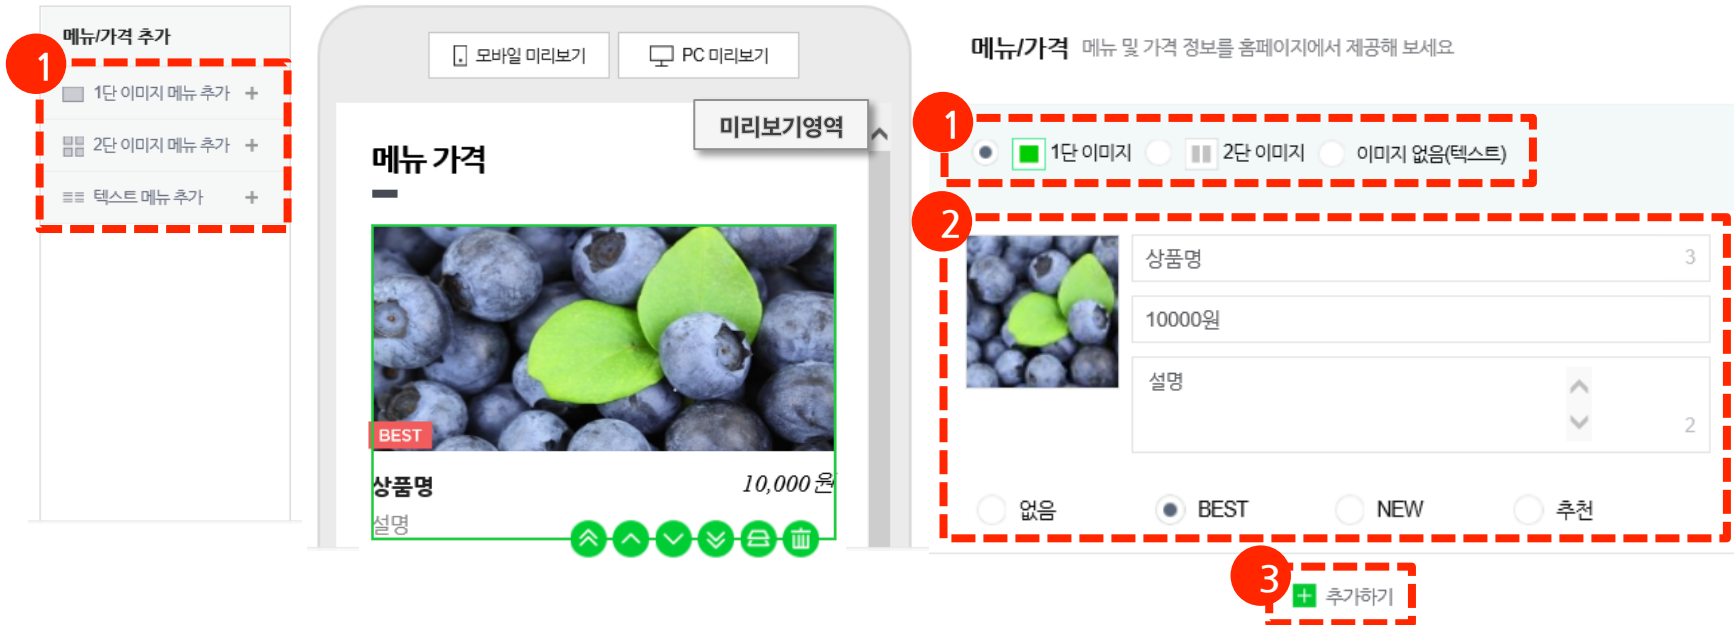 메뉴/가격 추가
1
1단 이미지 메뉴 추가 +
2단 이미지 메뉴 추가 +
텍스트 메뉴 추가 +
모바일 미리보기
PC 미리보기
미리보기영역
메뉴 가격
BEST
상품명
10,000원
설명
메뉴/가격 메뉴 및 가격 정보를 홈페이지에서 제공해 보세요
1
1단 이미지 2단 이미지 이미지 없음(텍스트)
2
상품명 3
10000원
설명
2
없음 BEST NEW 추천
3
추가하기